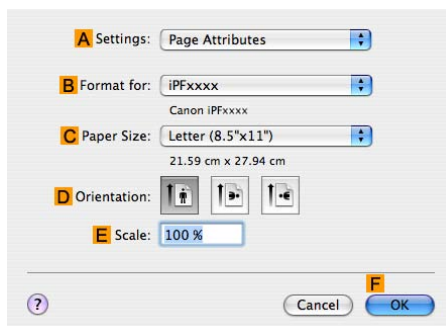 A Settings: Page Attributes
B Format for: iPFxxxx
Canon iPFxxxx
C Paper Size: Letter (8.5"x11")
21.59 cm x 27.94 cm
D Orientation:
E Scale: 100 %
F
? Cancel OK